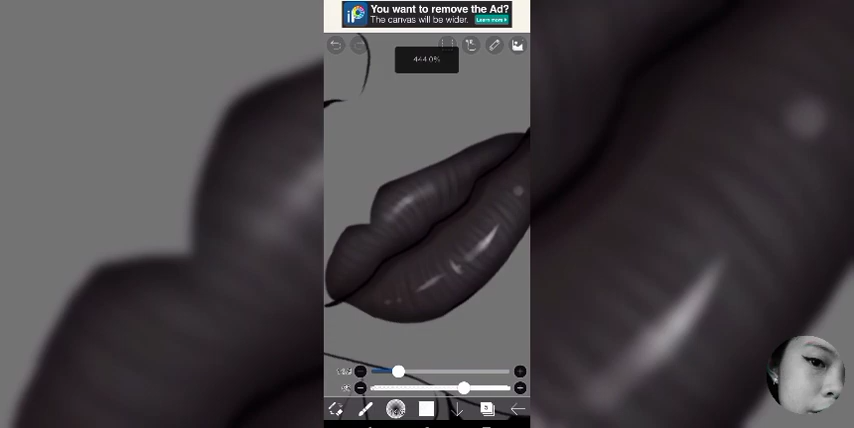 You want to remove the Ad?
The canvas will be wider.
Learn more
444.0%